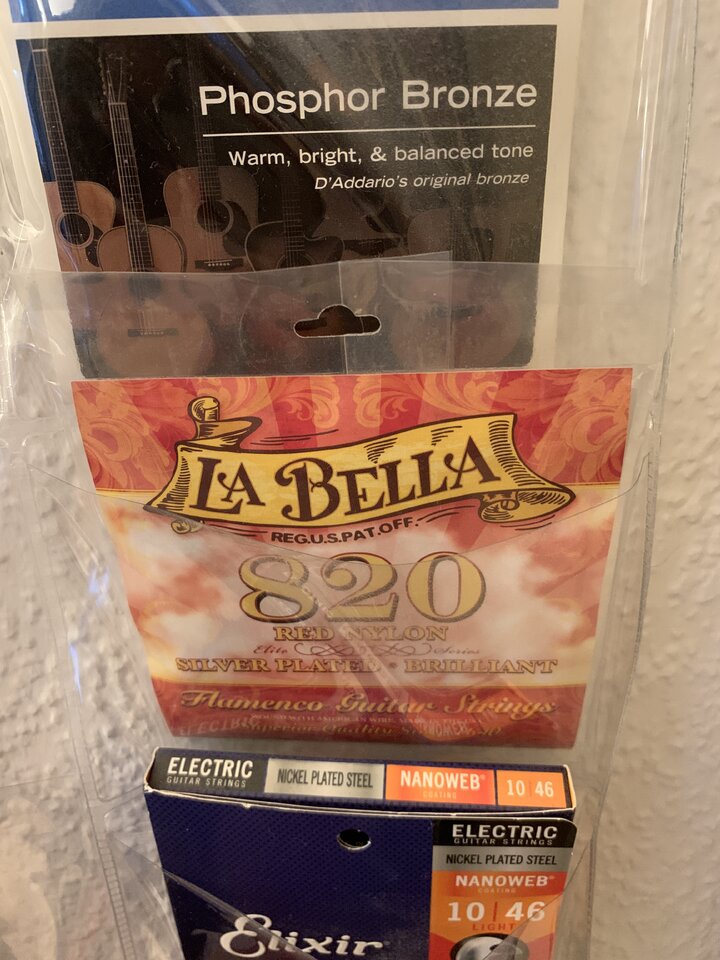 Phosphor Bronze
Warm, bright, & balanced tone
D'Addario's original bronze
LA BELLA
REG.U.S.PAT.OFF.
820
RED NYLON
Elite Series
SILVER PLATED • BRILLIANT
Flamenco Guitar Strings
ELECTRIC
GUITAR STRINGS
NICKEL PLATED STEEL
NANOWEB®
COATING
10 | 46
ELECTRIC
GUITAR STRINGS
NICKEL PLATED STEEL
NANOWEB®
COATING
10 | 46
LIGHT
Elixir